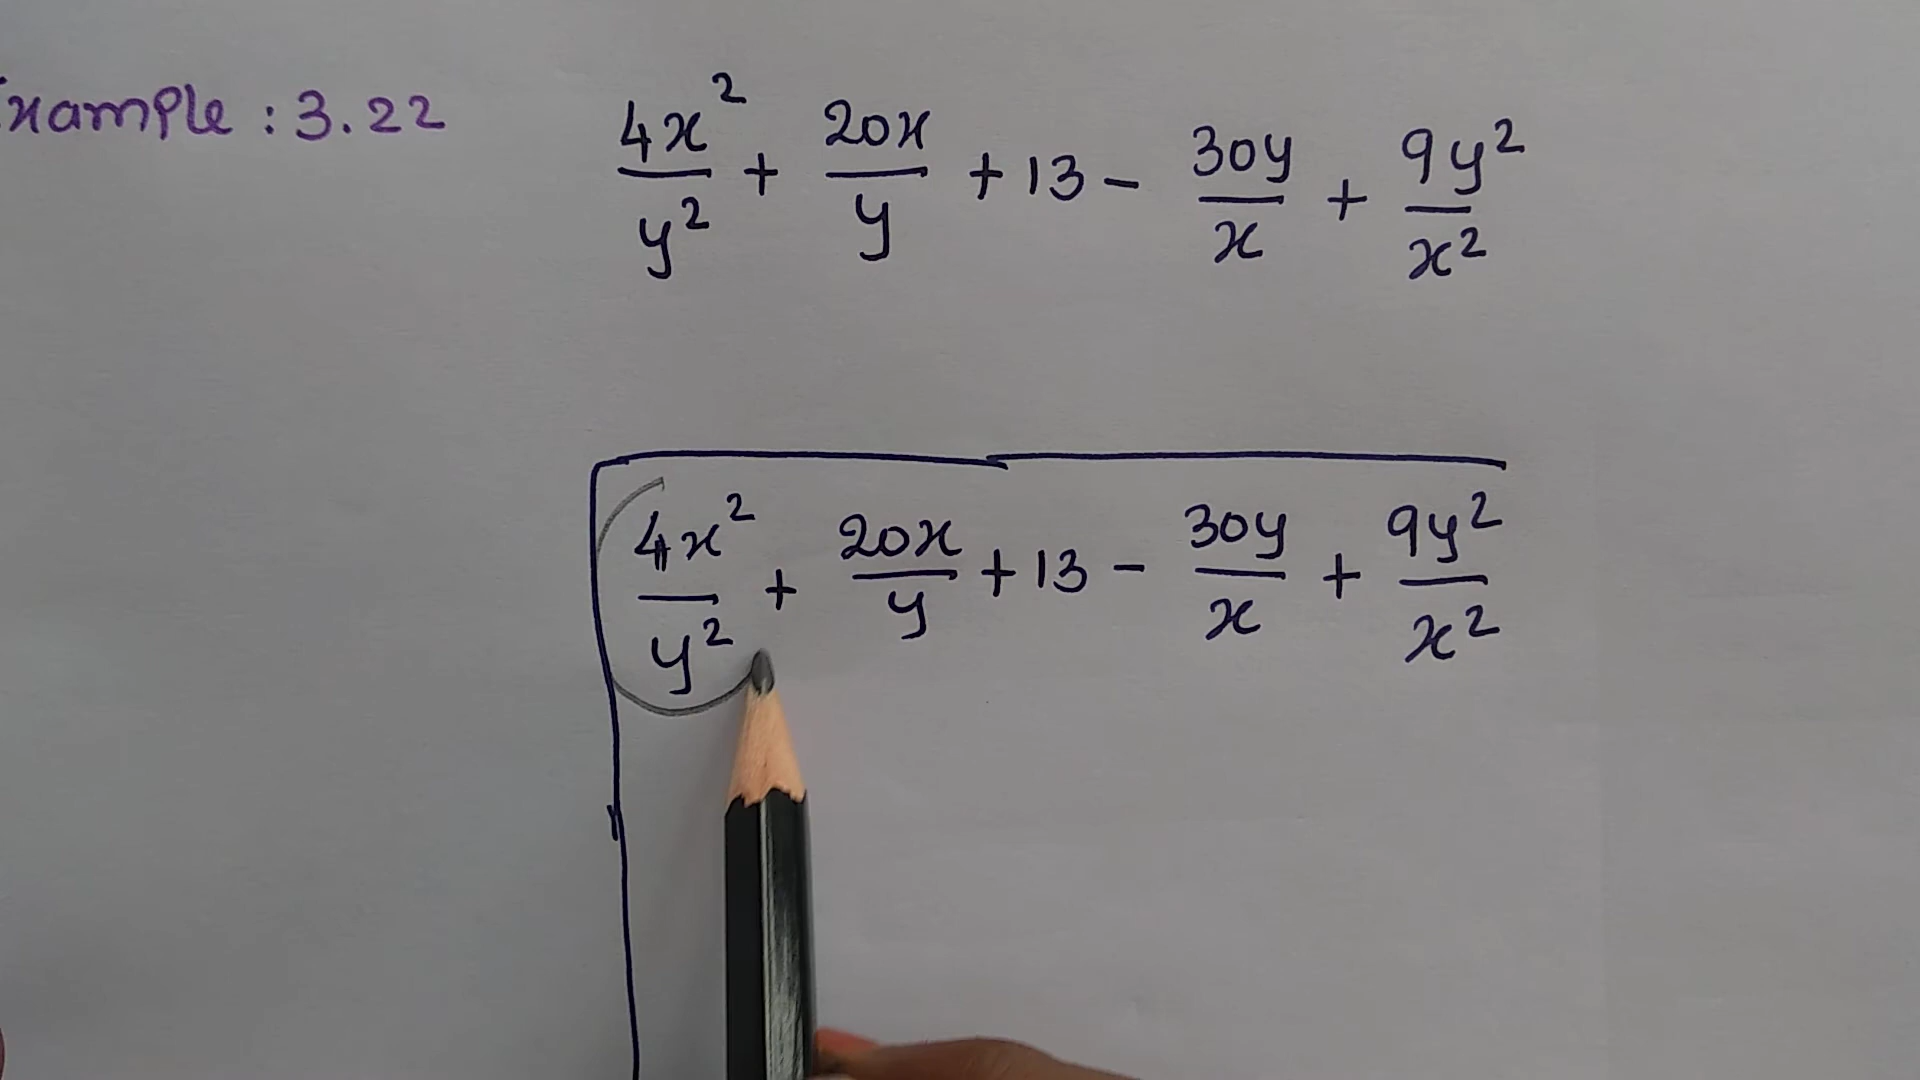 xample : 3.22
4x²/y² + 20x/y + 13 - 30y/x + 9y²/x²
4x²/y² + 20x/y + 13 - 30y/x + 9y²/x²